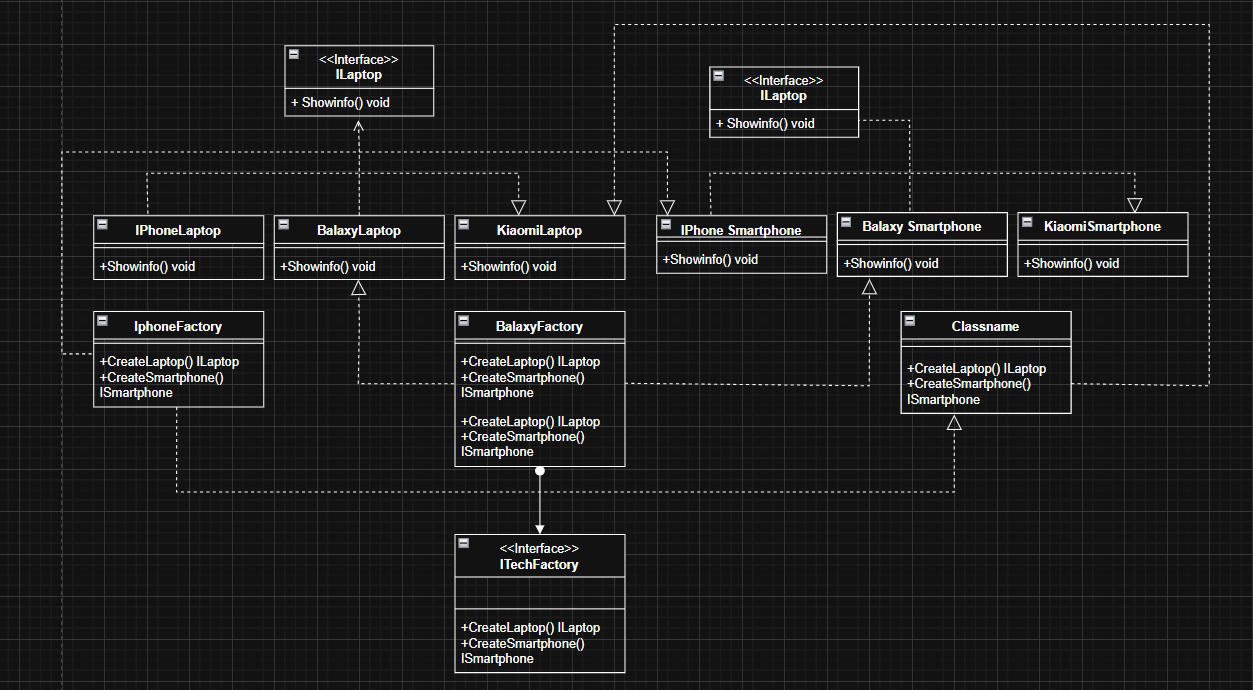 <<Interface>>
ILaptop
+ Showinfo() void
<<Interface>>
ILaptop
+ Showinfo() void
IPhoneLaptop
+Showinfo() void
BalaxyLaptop
+Showinfo() void
KiaomiLaptop
+Showinfo() void
IPhone Smartphone
+Showinfo() void
Balaxy Smartphone
+Showinfo() void
KiaomiSmartphone
+Showinfo() void
IphoneFactory
+CreateLaptop() ILaptop
+CreateSmartphone()
ISmartphone
BalaxyFactory
+CreateLaptop() ILaptop
+CreateSmartphone()
ISmartphone
+CreateLaptop() ILaptop
+CreateSmartphone()
ISmartphone
Classname
+CreateLaptop() ILaptop
+CreateSmartphone()
ISmartphone
<<Interface>>
ITechFactory
+CreateLaptop() ILaptop
+CreateSmartphone()
ISmartphone